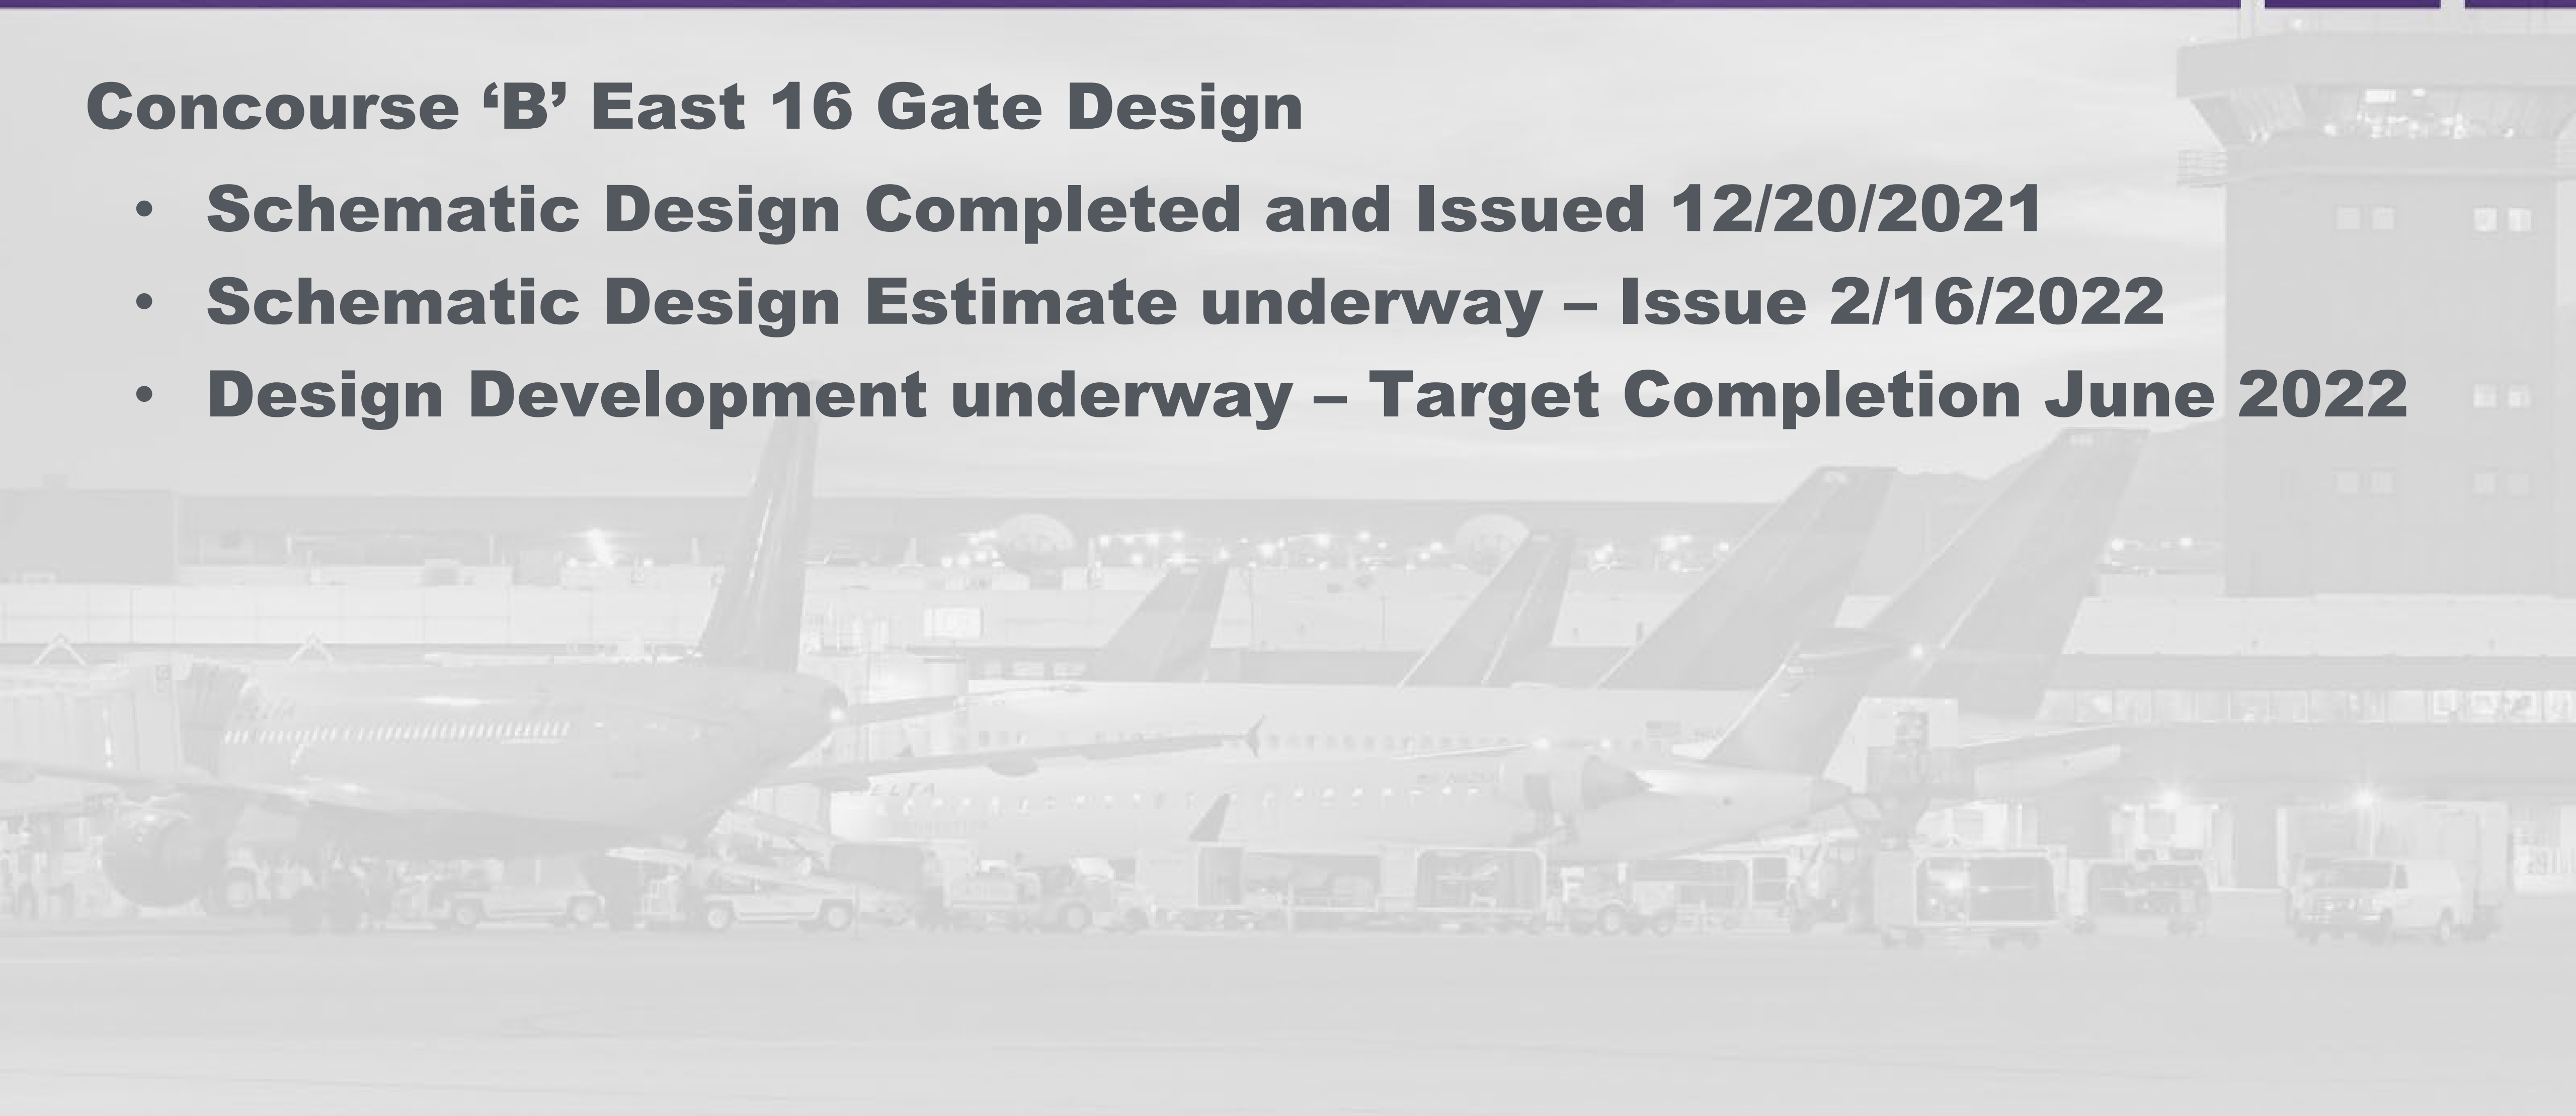 Concourse ‘B’ East 16 Gate Design
• Schematic Design Completed and Issued 12/20/2021
• Schematic Design Estimate underway – Issue 2/16/2022
• Design Development underway – Target Completion June 2022